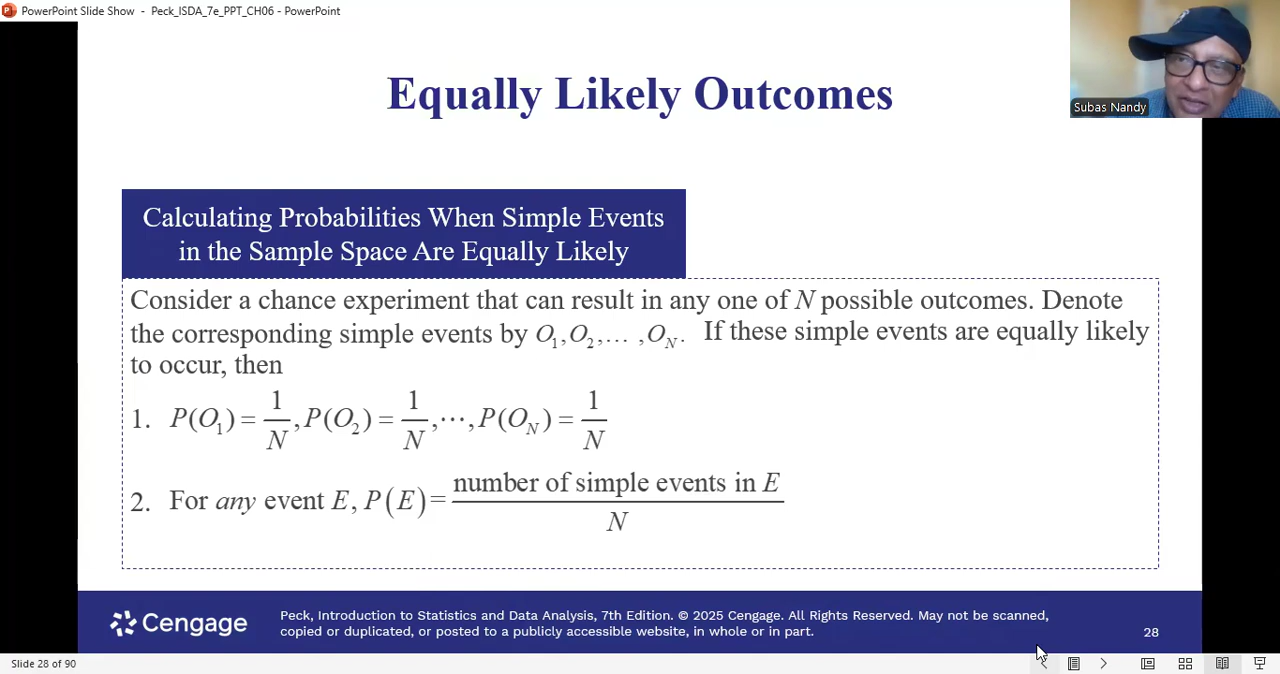 PowerPoint Slide Show - Peck_ISDA_7e_PPT_CH06 - PowerPoint
Subas Nandy
Equally Likely Outcomes
Calculating Probabilities When Simple Events
in the Sample Space Are Equally Likely
Consider a chance experiment that can result in any one of N possible outcomes. Denote
the corresponding simple events by O₁,O₂,… ,O_N. If these simple events are equally likely
to occur, then
1. P(O₁) = 1/N, P(O₂) = 1/N,⋯, P(O_N) = 1/N
2. For any event E, P(E) = number of simple events in E / N
Cengage
Peck, Introduction to Statistics and Data Analysis, 7th Edition. © 2025 Cengage. All Rights Reserved. May not be scanned,
copied or duplicated, or posted to a publicly accessible website, in whole or in part.
28
Slide 28 of 90